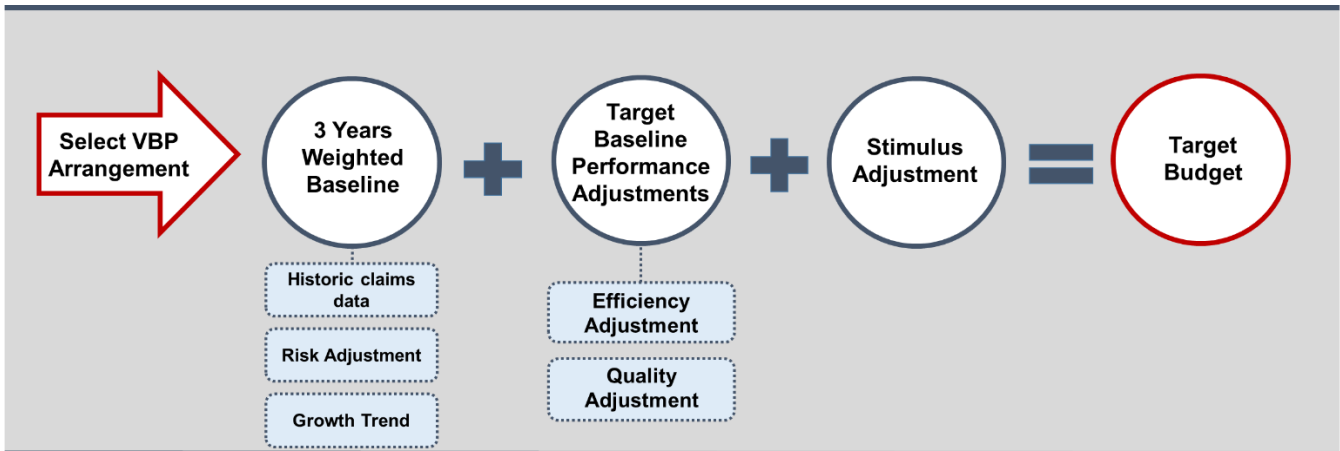 Select VBP
Arrangement
3 Years
Weighted
Baseline
Target
Baseline
Performance
Adjustments
Stimulus
Adjustment
Target
Budget
Historic claims
data
Risk Adjustment
Growth Trend
Efficiency
Adjustment
Quality
Adjustment